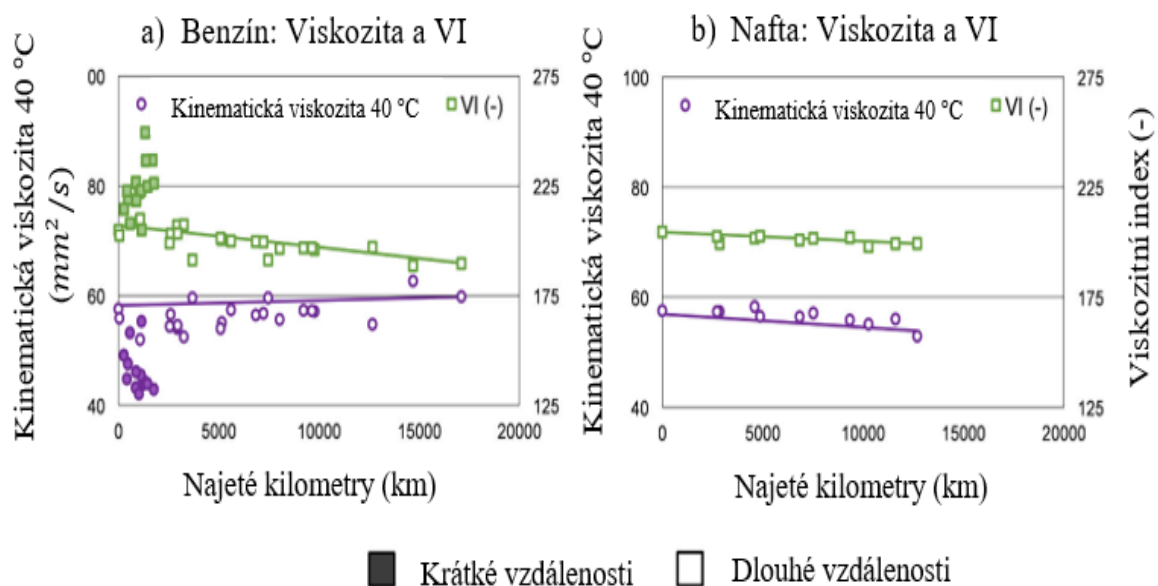 a) Benzín: Viskozita a VI
Kinematická viskozita 40 °C
(mm²/s)
00
80
60
40
275
225
175
125
Kinematická viskozita 40 °C
VI (-)
0
5000
10000
15000
20000
Najeté kilometry (km)
b) Nafta: Viskozita a VI
Kinematická viskozita 40 °C
100
80
60
40
275
225
175
125
Viskozitní index (-)
Kinematická viskozita 40 °C
VI (-)
0
5000
10000
15000
20000
Najeté kilometry (km)
Krátké vzdálenosti
Dlouhé vzdálenosti